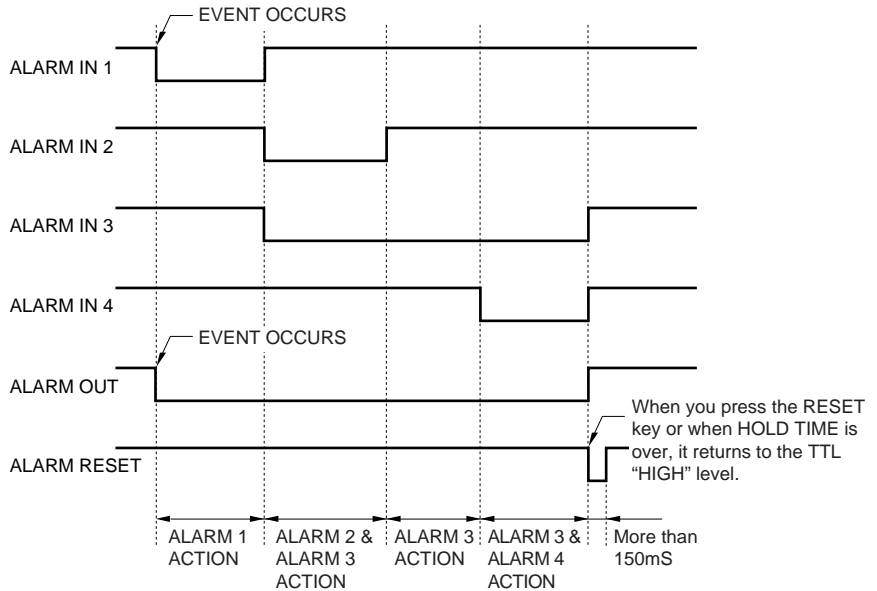 EVENT OCCURS
ALARM IN 1
ALARM IN 2
ALARM IN 3
ALARM IN 4
EVENT OCCURS
ALARM OUT
When you press the RESET
key or when HOLD TIME is
over, it returns to the TTL
“HIGH” level.
ALARM RESET
ALARM 1
ACTION
ALARM 2 &
ALARM 3
ACTION
ALARM 3
ACTION
ALARM 3 &
ALARM 4
ACTION
More than
150mS